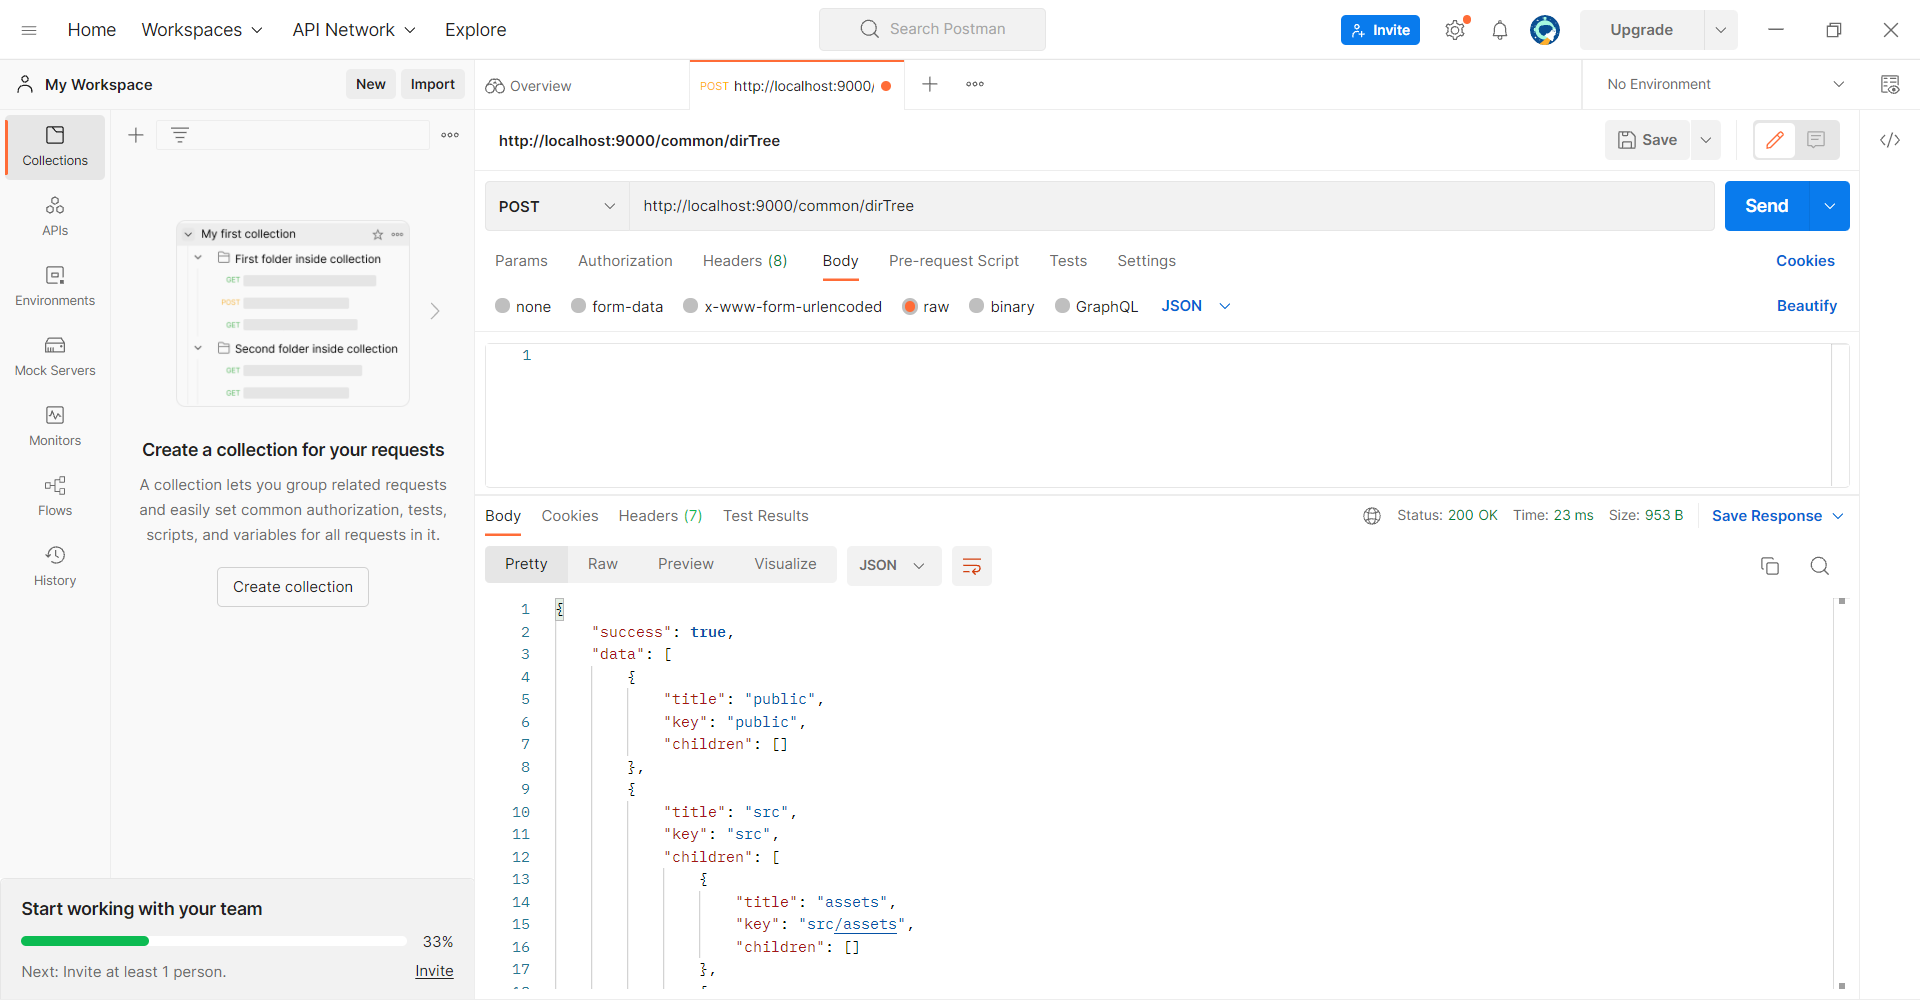 Home
Workspaces
API Network
Explore
Search Postman
Invite
Upgrade
My Workspace
New
Import
Overview
POST http://localhost:9000/
No Environment
Collections
APIs
Environments
Mock Servers
Monitors
Flows
History
My first collection
First folder inside collection
GET
POST
GET
Second folder inside collection
GET
GET
Create a collection for your requests
A collection lets you group related requests
and easily set common authorization, tests,
scripts, and variables for all requests in it.
Create collection
Start working with your team
33%
Next: Invite at least 1 person.
Invite
http://localhost:9000/common/dirTree
Save
POST
http://localhost:9000/common/dirTree
Send
Params
Authorization
Headers (8)
Body
Pre-request Script
Tests
Settings
Cookies
none
form-data
x-www-form-urlencoded
raw
binary
GraphQL
JSON
Beautify
1
Body
Cookies
Headers (7)
Test Results
Status: 200 OK
Time: 23 ms
Size: 953 B
Save Response
Pretty
Raw
Preview
Visualize
JSON
1 {
2 "success": true,
3 "data": [
4 {
5 "title": "public",
6 "key": "public",
7 "children": []
8 },
9 {
10 "title": "src",
11 "key": "src",
12 "children": [
13 {
14 "title": "assets",
15 "key": "src/assets",
16 "children": []
17 },